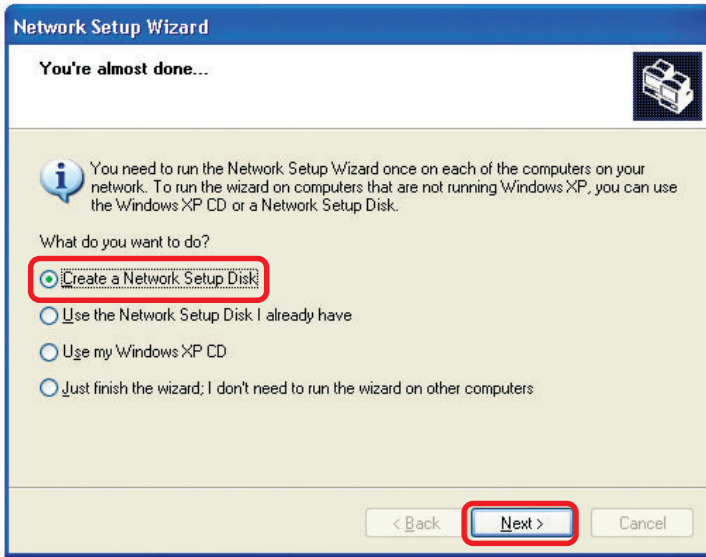 Network Setup Wizard
You're almost done...
You need to run the Network Setup Wizard once on each of the computers on your
network. To run the wizard on computers that are not running Windows XP, you can use
the Windows XP CD or a Network Setup Disk.
What do you want to do?
Create a Network Setup Disk
Use the Network Setup Disk I already have
Use my Windows XP CD
Just finish the wizard; I don't need to run the wizard on other computers
< Back
Next >
Cancel